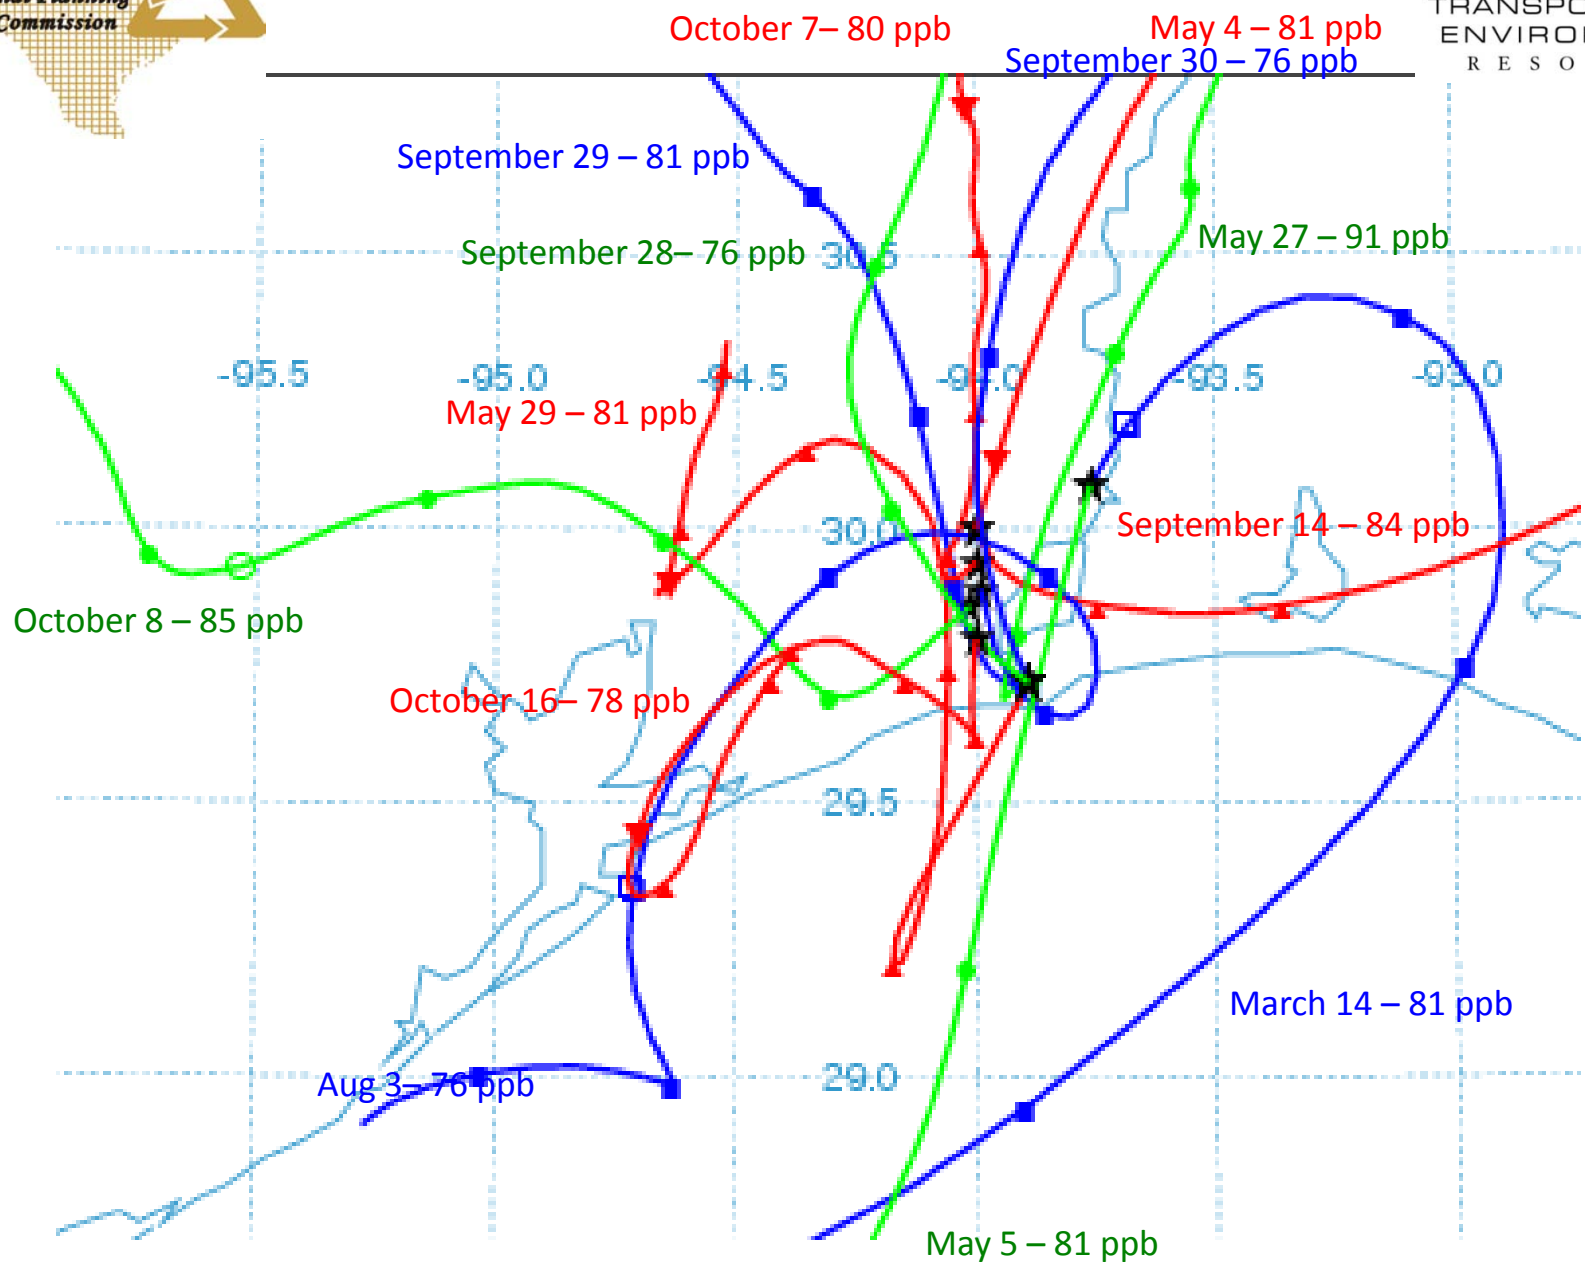 Commission
TRANSPO
ENVIRO
R E S O
October 7– 80 ppb
May 4 – 81 ppb
September 30 – 76 ppb
September 29 – 81 ppb
September 28– 76 ppb
30.5
May 27 – 91 ppb
-95.5
-95.0
-94.5
-94.0
-93.5
-93.0
May 29 – 81 ppb
30.0
September 14 – 84 ppb
October 8 – 85 ppb
October 16– 78 ppb
29.5
March 14 – 81 ppb
Aug 3– 76 ppb
29.0
May 5 – 81 ppb